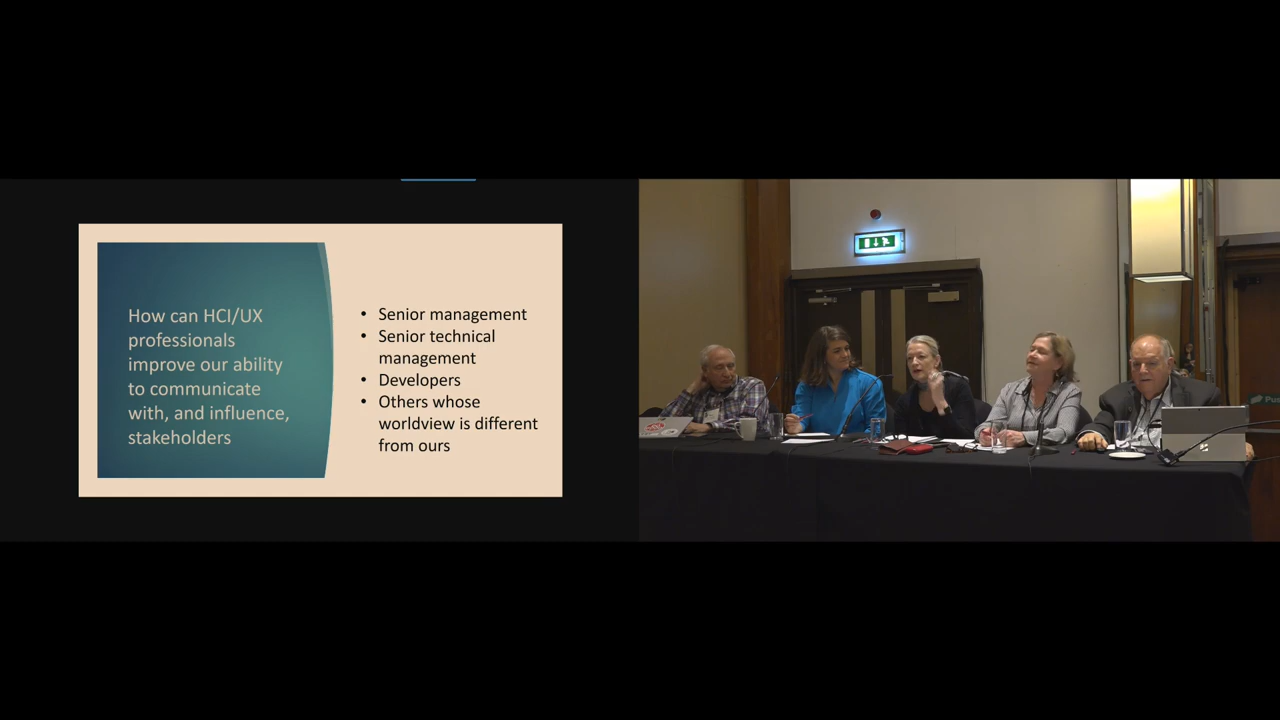 How can HCI/UX
professionals
improve our ability
to communicate
with, and influence,
stakeholders
• Senior management
• Senior technical
management
• Developers
• Others whose
worldview is different
from ours